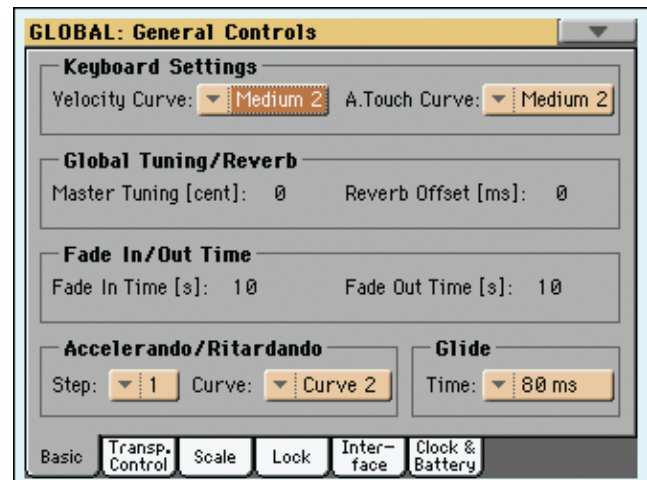 GLOBAL: General Controls
Keyboard Settings
Velocity Curve: Medium 2 A.Touch Curve: Medium 2
Global Tuning/Reverb
Master Tuning [cent]: 0 Reverb Offset [ms]: 0
Fade In/Out Time
Fade In Time [s]: 10 Fade Out Time [s]: 10
Accelerando/Ritardando Glide
Step: 1 Curve: Curve 2 Time: 80 ms
Basic Transp. Control Scale Lock Inter-face Clock & Battery